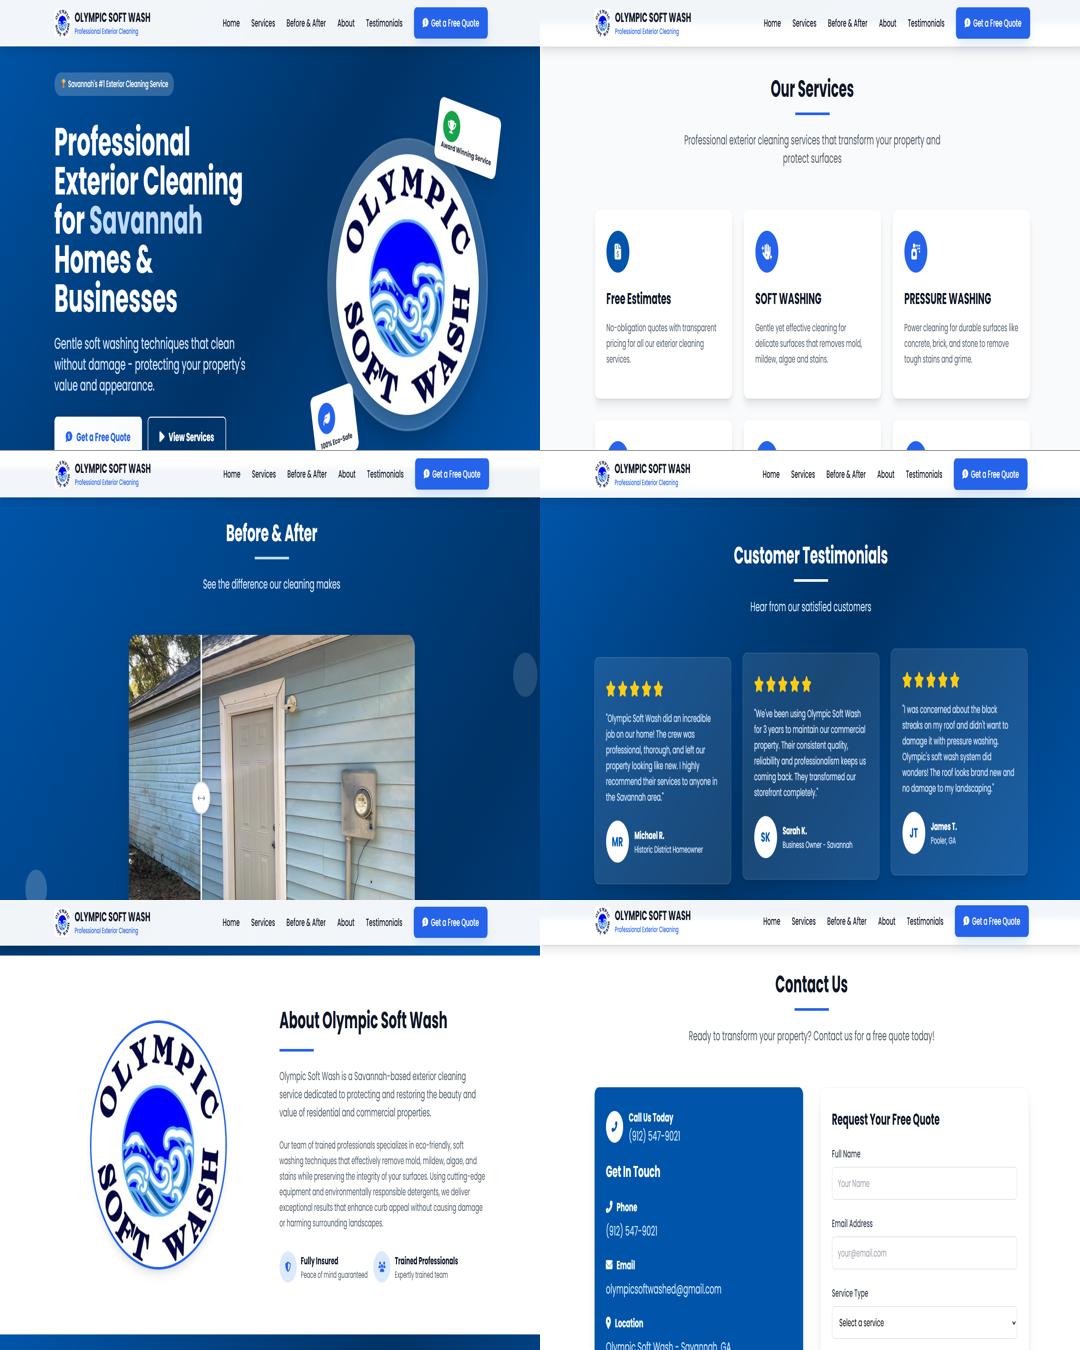 OLYMPIC SOFT WASH
Professional Exterior Cleaning
Home Services Before & After About Testimonials Get a Free Quote
Savannah's #1 Exterior Cleaning Service
Professional
Exterior Cleaning
for Savannah
Homes &
Businesses
Gentle soft washing techniques that clean
without damage - protecting your property's
value and appearance.
Get a Free Quote View Services
Award Winning Service
OLYMPIC
SOFT WASH
100% Eco-Safe
OLYMPIC SOFT WASH
Professional Exterior Cleaning
Home Services Before & After About Testimonials Get a Free Quote
Our Services
Professional exterior cleaning services that transform your property and
protect surfaces
Free Estimates
No-obligation quotes with transparent
pricing for all our exterior cleaning
services.
SOFT WASHING
Gentle yet effective cleaning for
delicate surfaces that removes mold,
mildew, algae and stains.
PRESSURE WASHING
Power cleaning for durable surfaces like
concrete, brick, and stone to remove
tough stains and grime.
OLYMPIC SOFT WASH
Professional Exterior Cleaning
Home Services Before & After About Testimonials Get a Free Quote
Before & After
See the difference our cleaning makes
OLYMPIC SOFT WASH
Professional Exterior Cleaning
Home Services Before & After About Testimonials Get a Free Quote
Customer Testimonials
Hear from our satisfied customers
"Olympic Soft Wash did an incredible
job on our home! The crew was
professional, thorough, and left our
property looking like new. I highly
recommend their services to anyone in
the Savannah area."
MR
Michael R.
Historic District Homeowner
"We've been using Olympic Soft Wash
for 3 years to maintain our commercial
property. Their consistent quality,
reliability and professionalism keeps us
coming back. They transformed our
storefront completely."
SK
Sarah K.
Business Owner - Savannah
"I was concerned about the black
streaks on my roof and didn't want to
damage it with pressure washing.
Olympic's soft wash system did
wonders! The roof looks brand new and
no damage to my landscaping."
JT
James T.
Pooler, GA
OLYMPIC SOFT WASH
Professional Exterior Cleaning
Home Services Before & After About Testimonials Get a Free Quote
OLYMPIC
SOFT WASH
About Olympic Soft Wash
Olympic Soft Wash is a Savannah-based exterior cleaning
service dedicated to protecting and restoring the beauty and
value of residential and commercial properties.
Our team of trained professionals specializes in eco-friendly, soft
washing techniques that effectively remove mold, mildew, algae, and
stains while preserving the integrity of your surfaces. Using cutting-edge
equipment and environmentally responsible detergents, we deliver
exceptional results that enhance curb appeal without causing damage
or harming surrounding landscapes.
Fully Insured
Peace of mind guaranteed
Trained Professionals
Expertly trained team
OLYMPIC SOFT WASH
Professional Exterior Cleaning
Home Services Before & After About Testimonials Get a Free Quote
Contact Us
Ready to transform your property? Contact us for a free quote today!
Call Us Today
(912) 547-9021
Get In Touch
Phone
(912) 547-9021
Email
olympicsoftwashed@gmail.com
Location
Olympic Soft Wash - Savannah, GA
Request Your Free Quote
Full Name
Your Name
Email Address
your@email.com
Service Type
Select a service